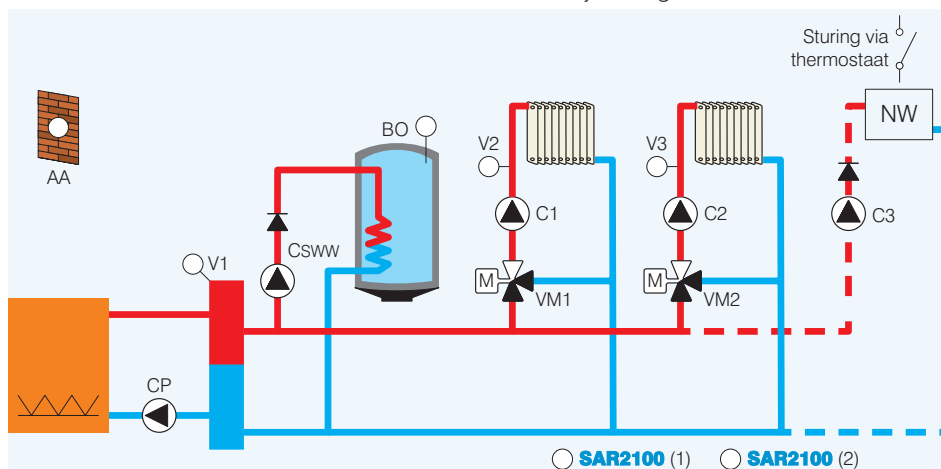 Sturing via
thermostaat
NW
AA
BO
V2
V3
C1
C2
C3
CSWW
V1
M
VM1
M
VM2
CP
SAR2100 (1)
SAR2100 (2)